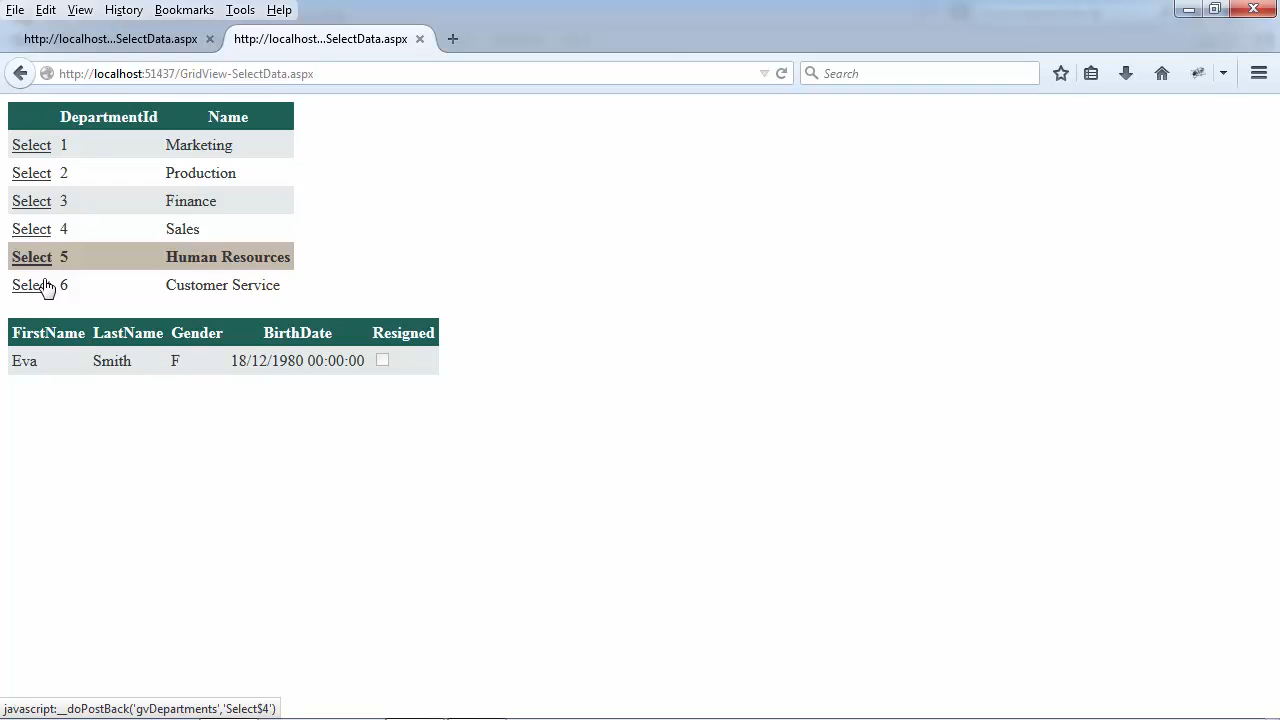 File Edit View History Bookmarks Tools Help
http://localhost...SelectData.aspx http://localhost...SelectData.aspx
http://localhost:51437/GridView-SelectData.aspx Search
DepartmentId Name
Select 1 Marketing
Select 2 Production
Select 3 Finance
Select 4 Sales
Select 5 Human Resources
Select 6 Customer Service
FirstName LastName Gender BirthDate Resigned
Eva Smith F 18/12/1980 00:00:00
javascript:__doPostBack('gvDepartments','Select$4')